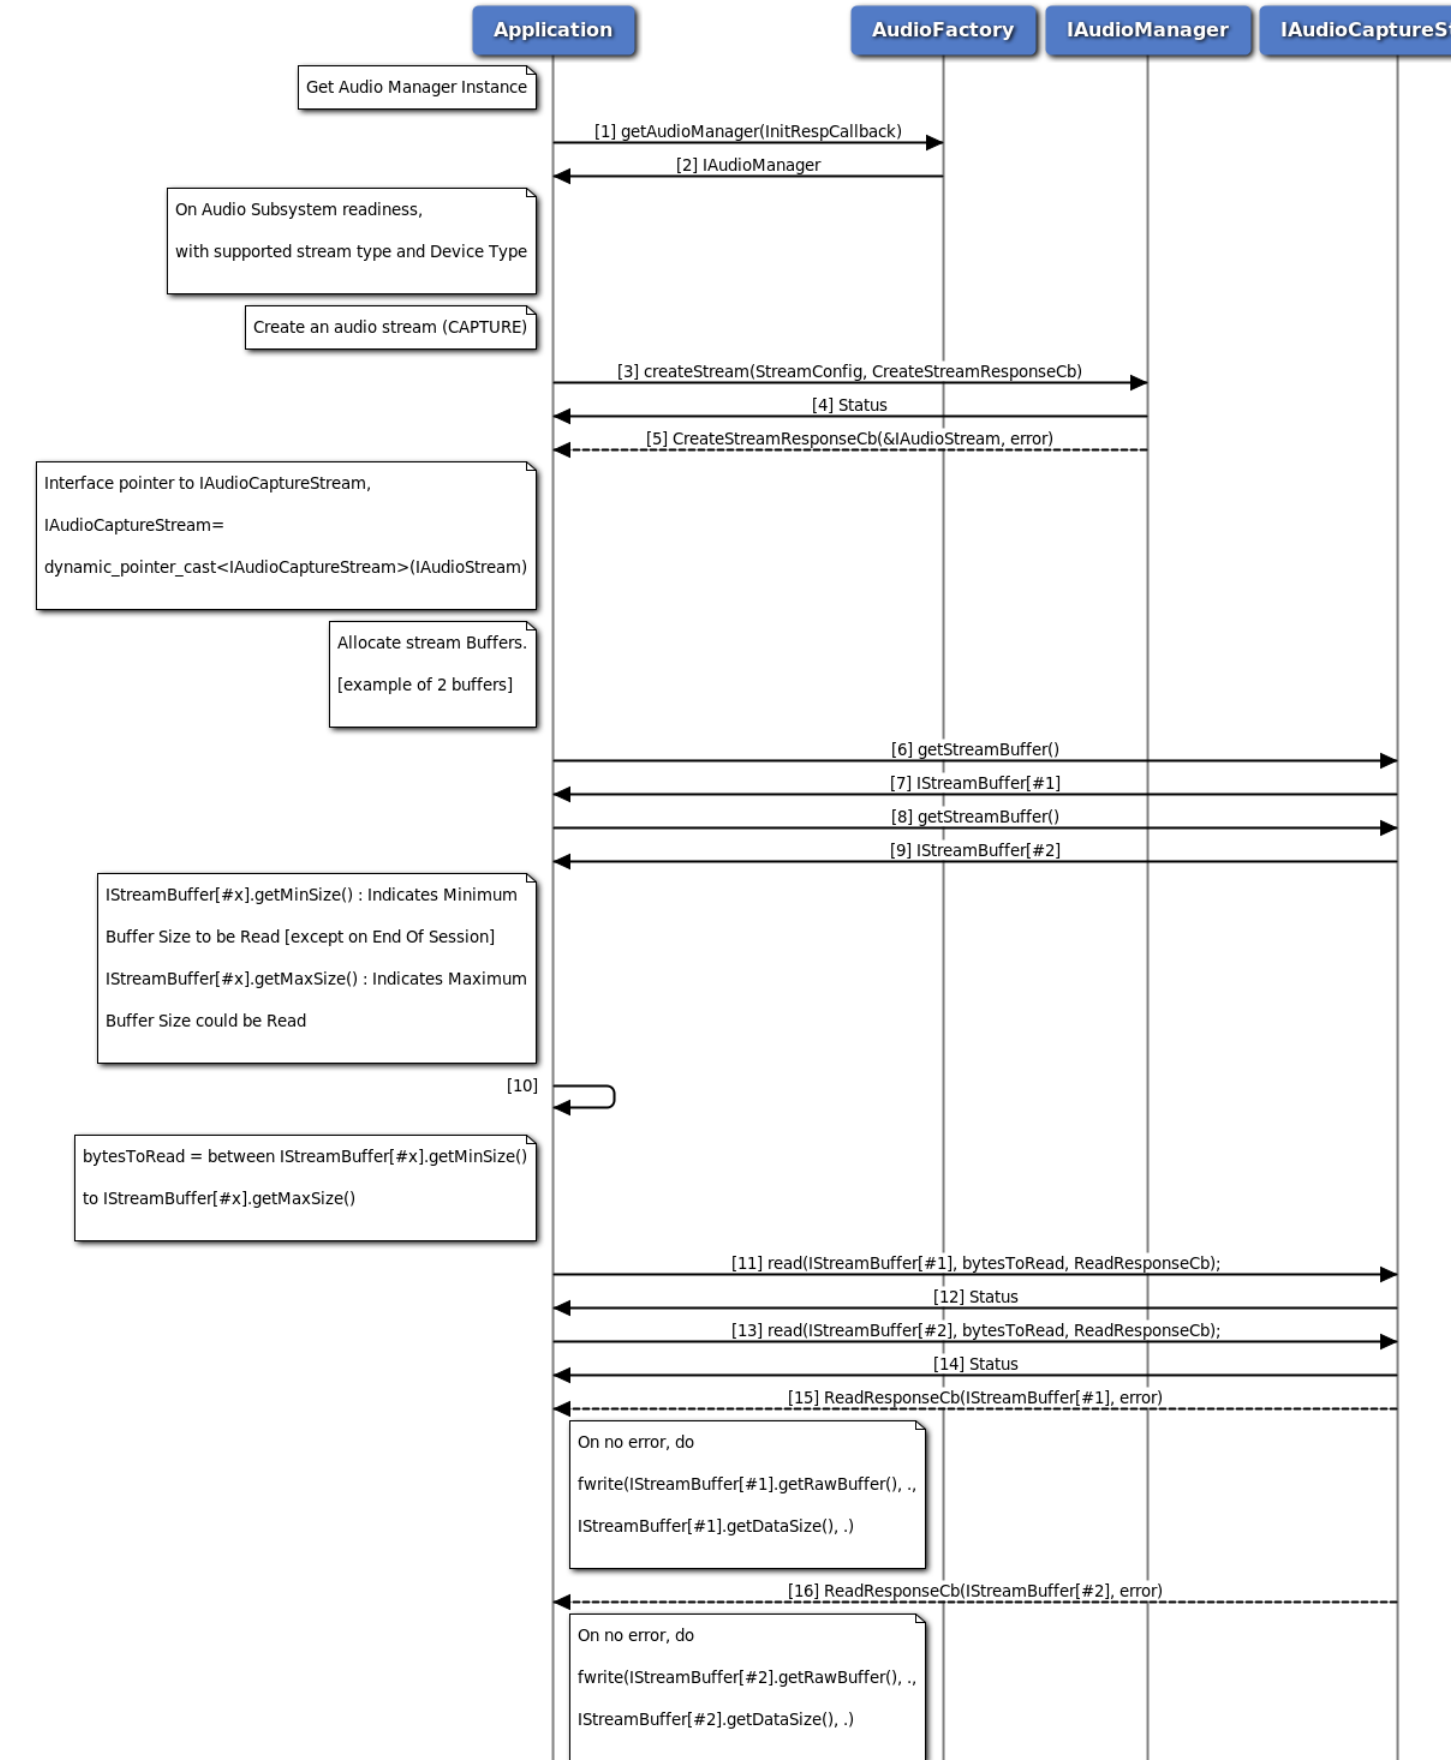 Application
AudioFactory
IAudioManager
IAudioCaptureSt
Get Audio Manager Instance
[1] getAudioManager(InitRespCallback)
[2] IAudioManager
On Audio Subsystem readiness,
with supported stream type and Device Type
Create an audio stream (CAPTURE)
[3] createStream(StreamConfig, CreateStreamResponseCb)
[4] Status
[5] CreateStreamResponseCb(&IAudioStream, error)
Interface pointer to IAudioCaptureStream,
IAudioCaptureStream=
dynamic_pointer_cast<IAudioCaptureStream>(IAudioStream)
Allocate stream Buffers.
[example of 2 buffers]
[6] getStreamBuffer()
[7] IStreamBuffer[#1]
[8] getStreamBuffer()
[9] IStreamBuffer[#2]
IStreamBuffer[#x].getMinSize() : Indicates Minimum
Buffer Size to be Read [except on End Of Session]
IStreamBuffer[#x].getMaxSize() : Indicates Maximum
Buffer Size could be Read
[10]
bytesToRead = between IStreamBuffer[#x].getMinSize()
to IStreamBuffer[#x].getMaxSize()
[11] read(IStreamBuffer[#1], bytesToRead, ReadResponseCb);
[12] Status
[13] read(IStreamBuffer[#2], bytesToRead, ReadResponseCb);
[14] Status
[15] ReadResponseCb(IStreamBuffer[#1], error)
On no error, do
fwrite(IStreamBuffer[#1].getRawBuffer(), .,
IStreamBuffer[#1].getDataSize(), .)
[16] ReadResponseCb(IStreamBuffer[#2], error)
On no error, do
fwrite(IStreamBuffer[#2].getRawBuffer(), .,
IStreamBuffer[#2].getDataSize(), .)